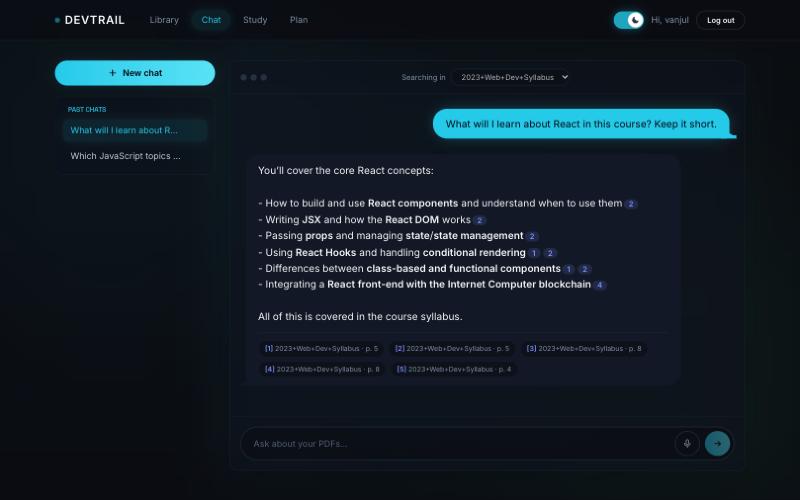 DEVTRAIL
Library
Chat
Study
Plan
Hi, vanjul
Log out
+ New chat
PAST CHATS
What will I learn about R...
Which JavaScript topics ...
Searching in
2023+Web+Dev+Syllabus
What will I learn about React in this course? Keep it short.
You'll cover the core React concepts:
- How to build and use React components and understand when to use them 2
- Writing JSX and how the React DOM works 2
- Passing props and managing state/state management 2
- Using React Hooks and handling conditional rendering 1 2
- Differences between class-based and functional components 1 2
- Integrating a React front-end with the Internet Computer blockchain 4
All of this is covered in the course syllabus.
[1] 2023+Web+Dev+Syllabus · p. 5
[2] 2023+Web+Dev+Syllabus · p. 5
[3] 2023+Web+Dev+Syllabus · p. 8
[4] 2023+Web+Dev+Syllabus · p. 8
[5] 2023+Web+Dev+Syllabus · p. 4
Ask about your PDFs...